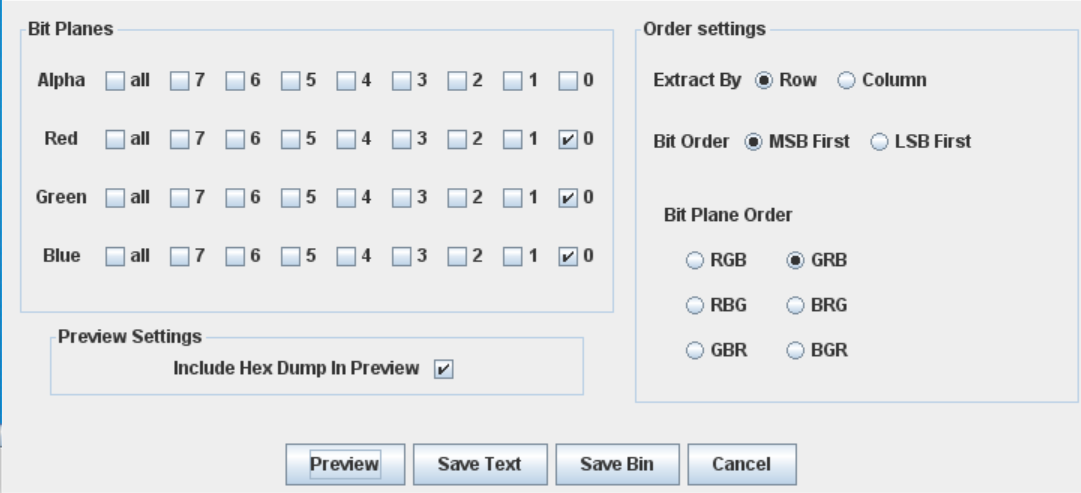 Bit Planes
Alpha all 7 6 5 4 3 2 1 0
Red all 7 6 5 4 3 2 1 0
Green all 7 6 5 4 3 2 1 0
Blue all 7 6 5 4 3 2 1 0
Preview Settings
Include Hex Dump In Preview
Order settings
Extract By Row Column
Bit Order MSB First LSB First
Bit Plane Order
RGB GRB
RBG BRG
GBR BGR
Preview Save Text Save Bin Cancel